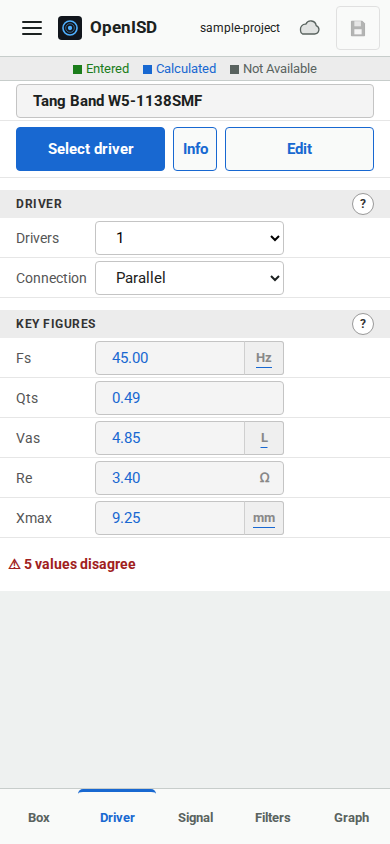 OpenISD
sample-project
Entered
Calculated
Not Available
Tang Band W5-1138SMF
Select driver
Info
Edit
DRIVER
?
Drivers
1
Connection
Parallel
KEY FIGURES
?
Fs
45.00
Hz
Qts
0.49
Vas
4.85
L
Re
3.40
Ω
Xmax
9.25
mm
⚠ 5 values disagree
Box
Driver
Signal
Filters
Graph